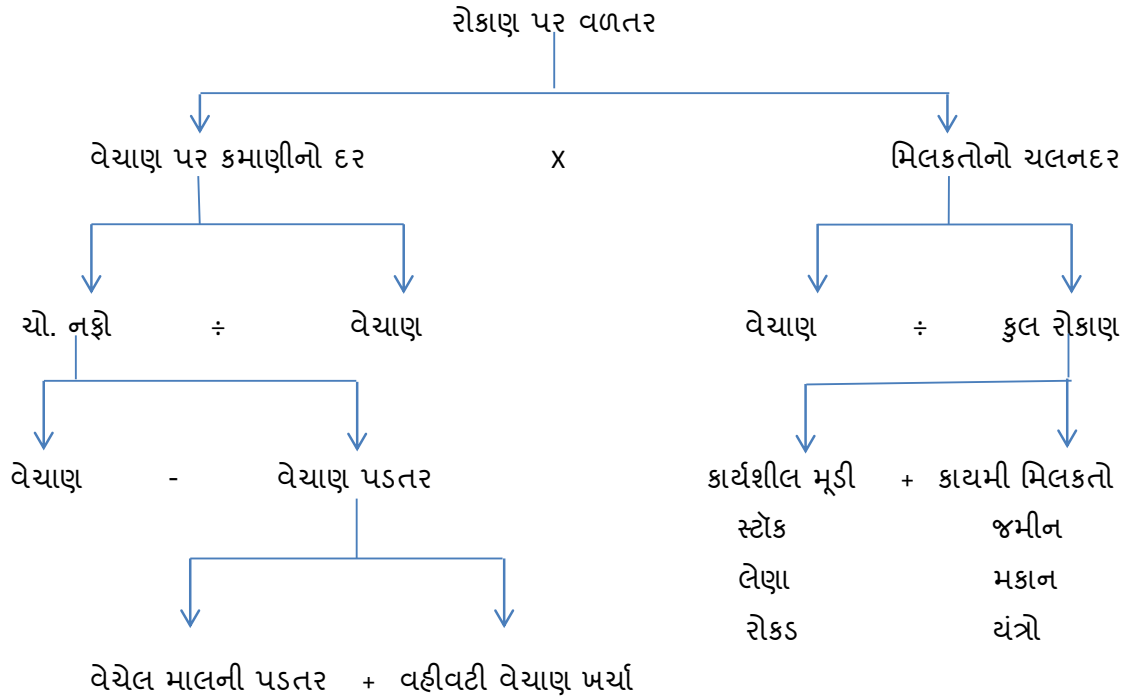 રોકાણ પર વળતર
વેચાણ પર કમાણીનો દર X મિલકતોનો ચલનદર
ચો. નફો ÷ વેચાણ વેચાણ ÷ કુલ રોકાણ
વેચાણ - વેચાણ પડતર કાર્યશીલ મૂડી + કાયમી મિલકતો
સ્ટૉક જમીન
લેણા મકાન
રોકડ યંત્રો
વેચેલ માલની પડતર + વહીવટી વેચાણ ખર્ચા